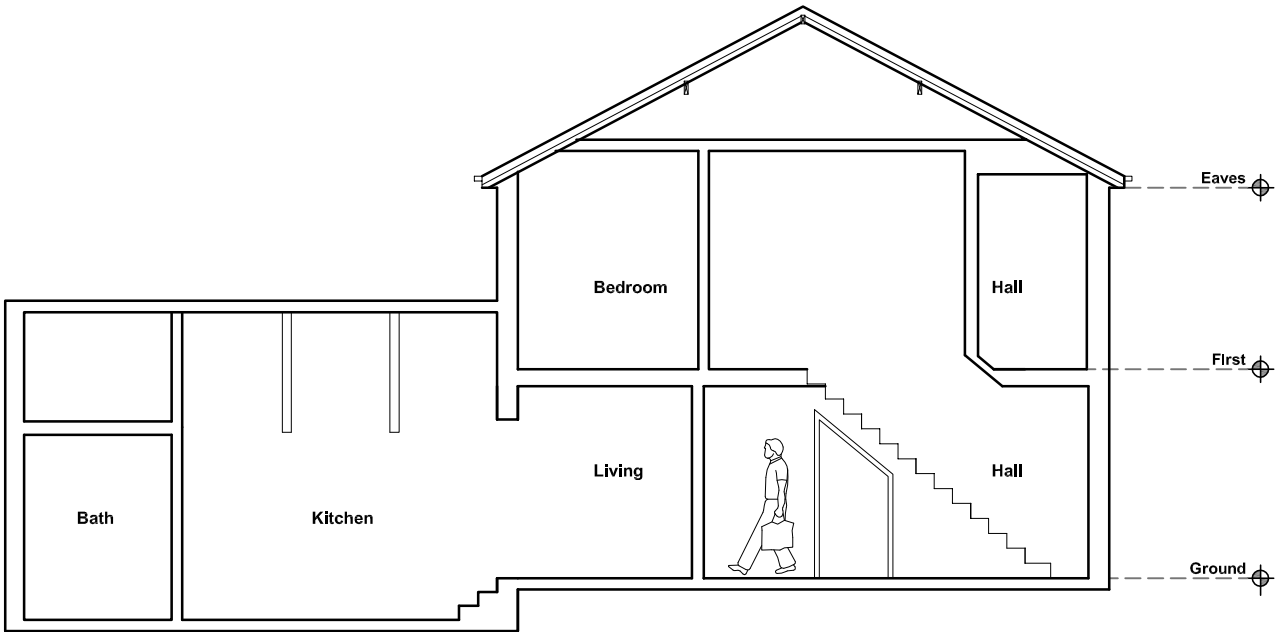 Eaves
Bedroom
Hall
First
Living
Hall
Bath
Kitchen
Ground